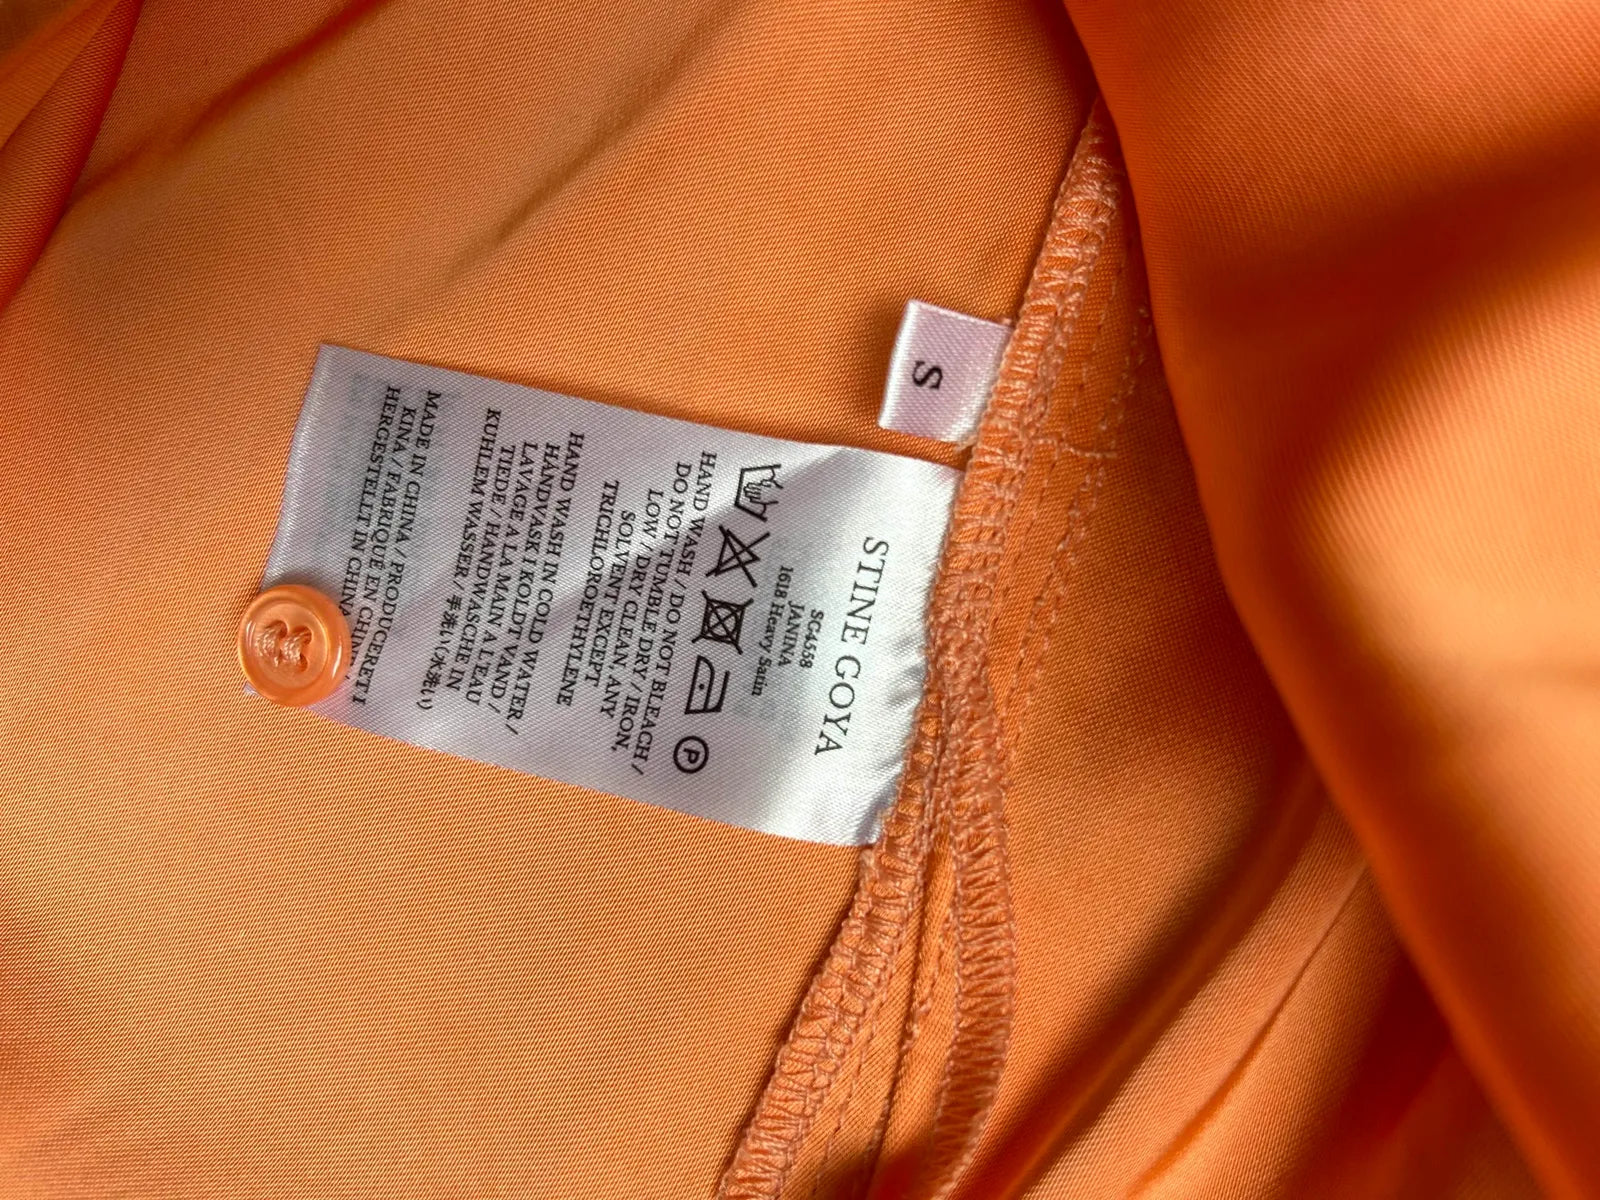 S
STINE GOYA
SG4558
JANINA
1618 Heavy Satin
P
HAND WASH / DO NOT BLEACH /
DO NOT TUMBLE DRY / IRON,
LOW / DRY CLEAN, ANY
SOLVENT EXCEPT
TRICHLOROETHYLENE
HAND WASH IN COLD WATER /
HÅNDVASK I KOLDT VAND /
LAVAGE A LA MAIN A L'EAU
TIEDE / HANDWASCHE IN
KUHLEM WASSER / 手洗い(水洗い)
MADE IN CHINA / PRODUCERET I
KINA / FABRIQUÉ EN CHINE /
HERGESTELLT IN CHINA